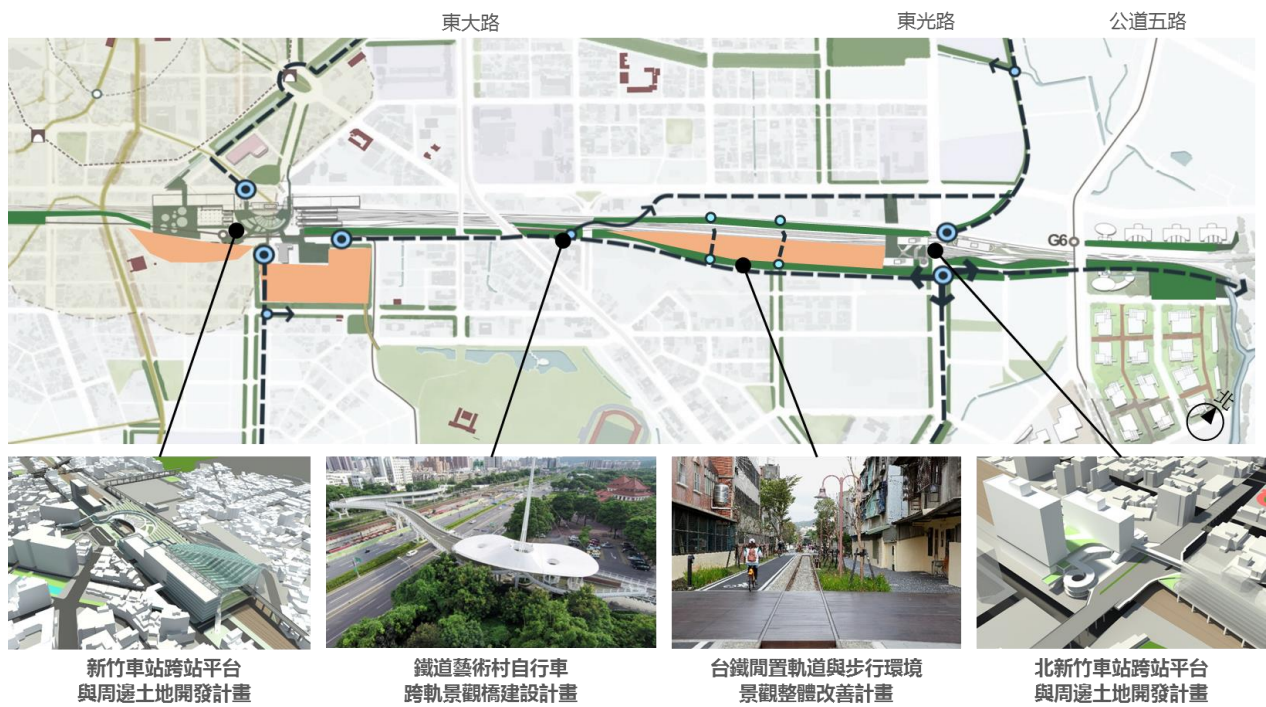 東大路
東光路
公道五路
G6
北
新竹車站跨站平台
與周邊土地開發計畫
鐵道藝術村自行車
跨軌景觀橋建設計畫
台鐵閒置軌道與步行環境
景觀整體改善計畫
北新竹車站跨站平台
與周邊土地開發計畫